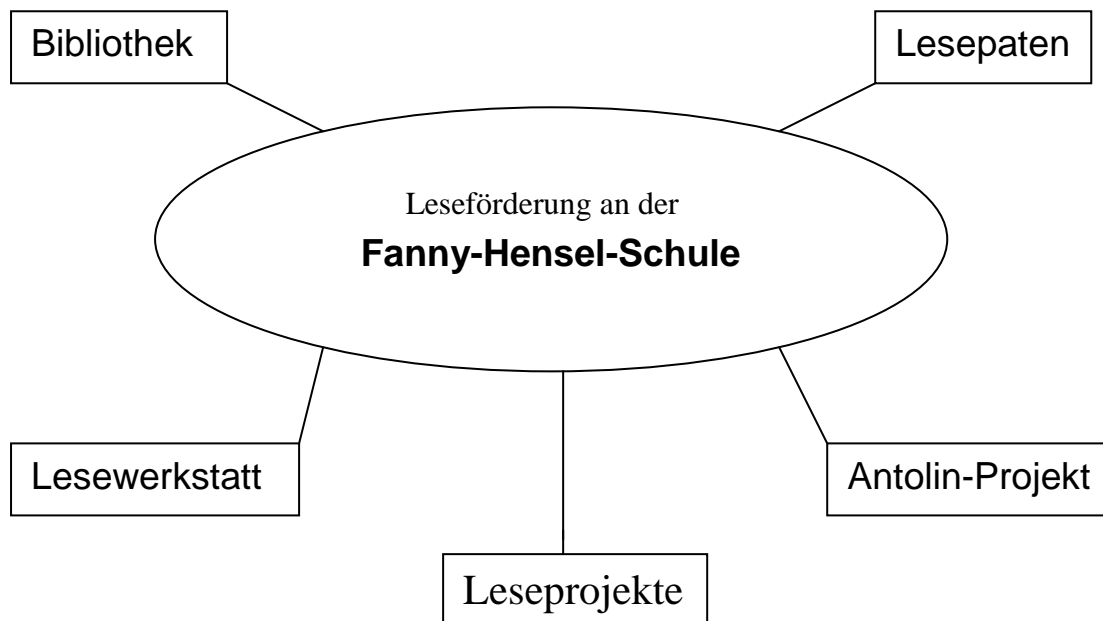 Bibliothek
Lesepaten
Leseförderung an der
Fanny-Hensel-Schule
Lesewerkstatt
Antolin-Projekt
Leseprojekte